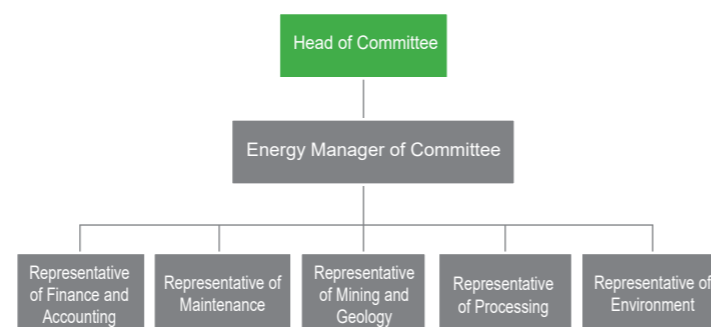 Head of Committee
Energy Manager of Committee
Representative
of Finance and
Accounting
Representative of
Maintenance
Representative
of Mining and
Geology
Representative
of Processing
Representative of
Environment